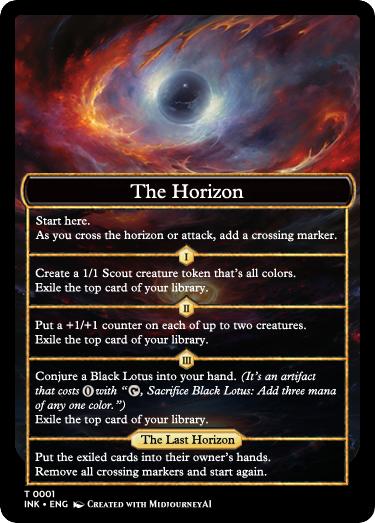 The Horizon
Start here.
As you cross the horizon or attack, add a crossing marker.
I
Create a 1/1 Scout creature token that's all colors.
Exile the top card of your library.
II
Put a +1/+1 counter on each of up to two creatures.
Exile the top card of your library.
III
Conjure a Black Lotus into your hand. (It's an artifact
that costs 0 with “T, Sacrifice Black Lotus: Add three mana
of any one color.”)
Exile the top card of your library.
The Last Horizon
Put the exiled cards into their owner's hands.
Remove all crossing markers and start again.
T 0001
INK • ENG Created with MidjourneyAI